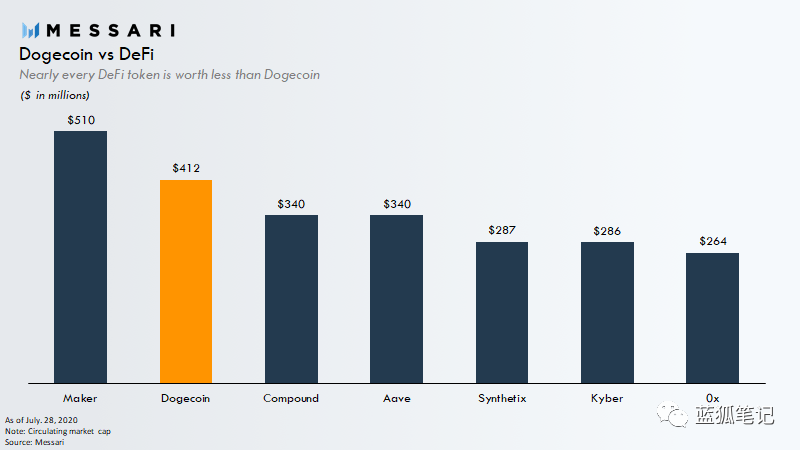 MESSARI
Dogecoin vs DeFi
Nearly every DeFi token is worth less than Dogecoin
($ in millions)
$510
$412
$340
$340
$287
$286
$264
Maker
Dogecoin
Compound
Aave
Synthetix
Kyber
0x
As of July. 28, 2020
Note: Circulating market cap
Source: Messari
蓝狐笔记